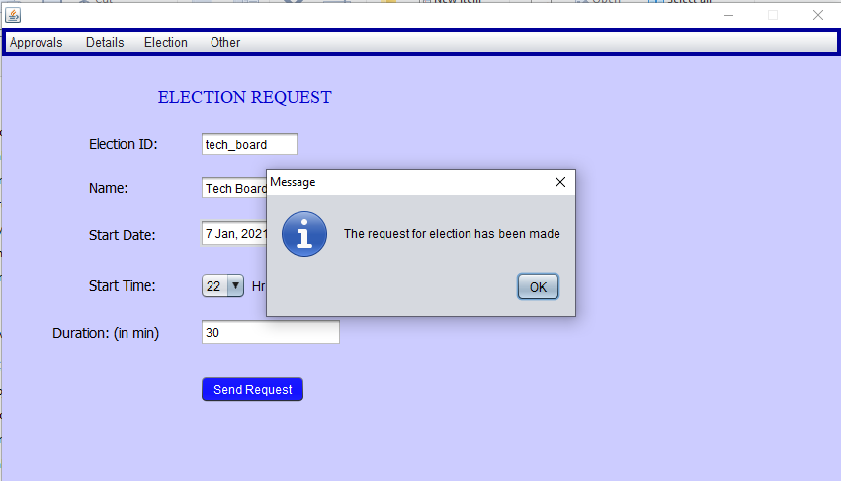 Approvals Details Election Other
ELECTION REQUEST
Election ID: tech_board
Message
Name: Tech Board
The request for election has been made
Start Date: 7 Jan, 2021
Start Time: 22 Hr
OK
Duration: (in min) 30
Send Request